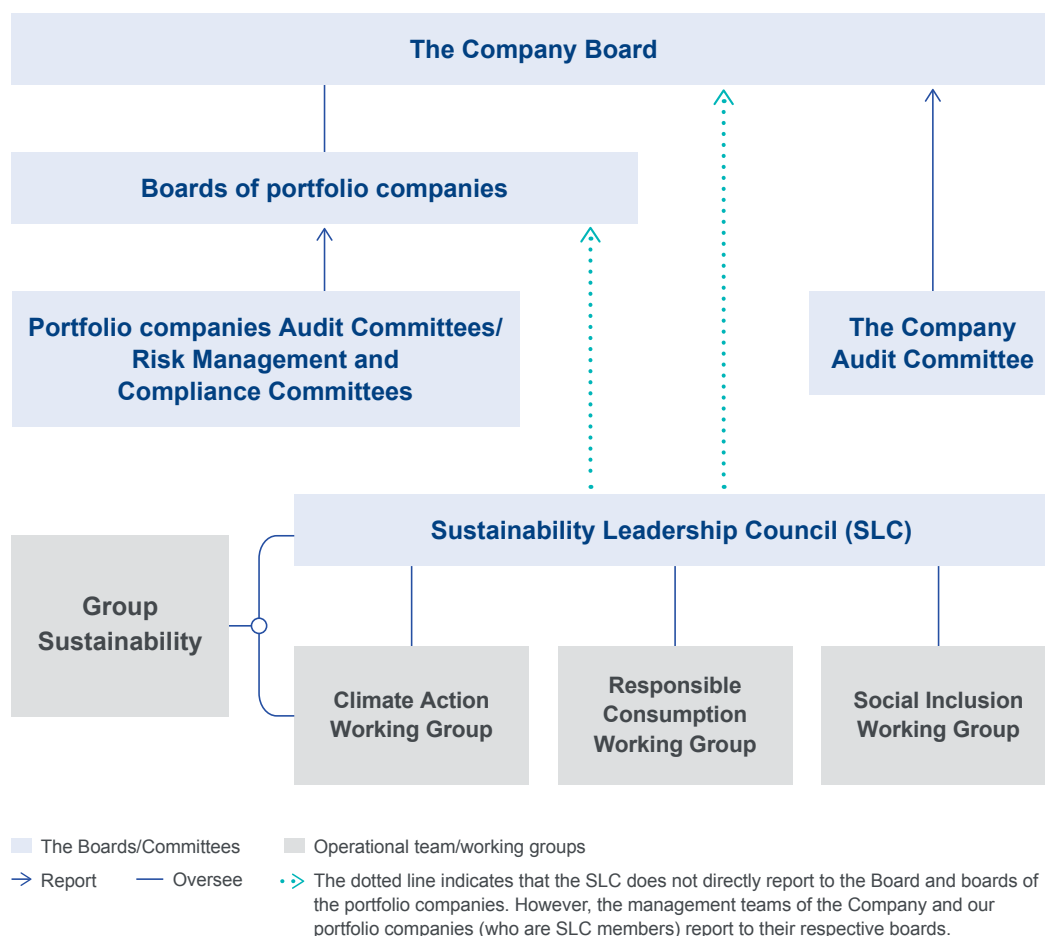 The Company Board
Boards of portfolio companies
Portfolio companies Audit Committees/
Risk Management and
Compliance Committees
The Company
Audit Committee
Sustainability Leadership Council (SLC)
Group
Sustainability
Climate Action
Working Group
Responsible
Consumption
Working Group
Social Inclusion
Working Group
The Boards/Committees
Operational team/working groups
Report
Oversee
The dotted line indicates that the SLC does not directly report to the Board and boards of
the portfolio companies. However, the management teams of the Company and our
portfolio companies (who are SLC members) report to their respective boards.